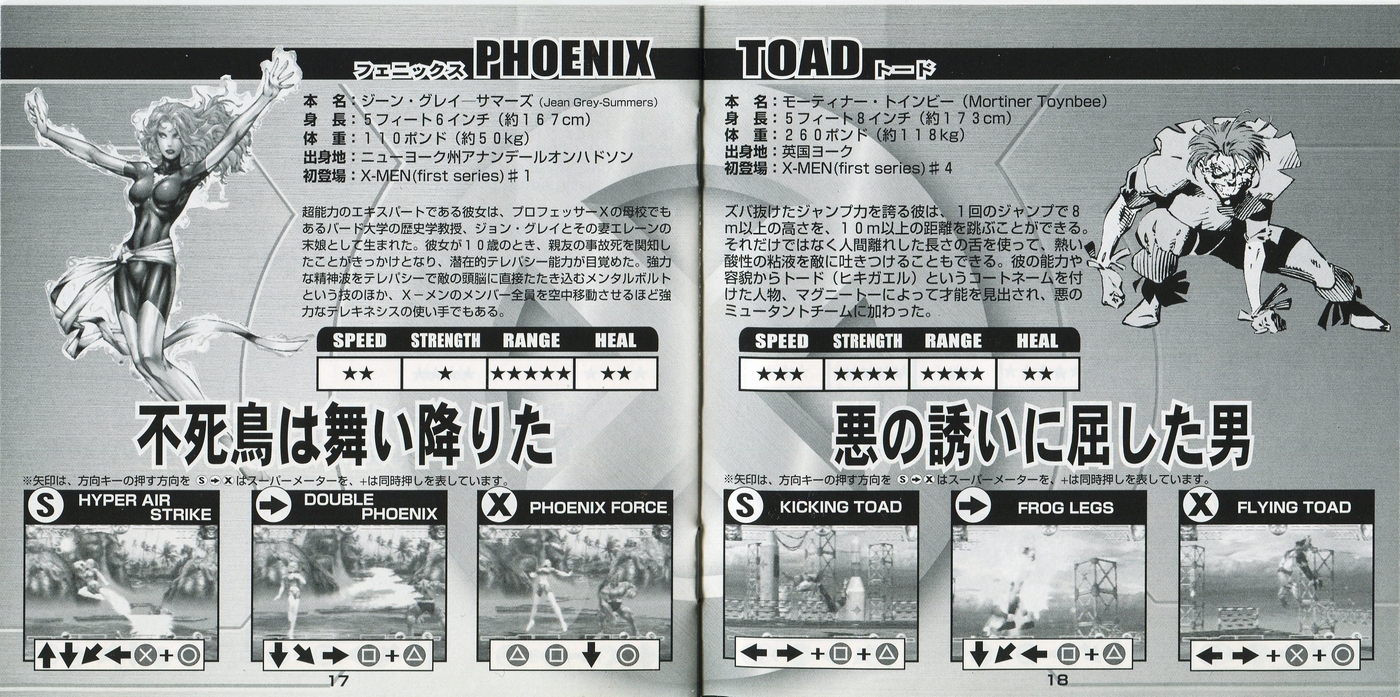 フェニックス PHOENIX
本　名：ジーン・グレイ―サマーズ（Jean Grey-Summers）
身　長：5フィート6インチ（約167cm）
体　重：110ポンド（約50kg）
出身地：ニューヨーク州アナンデールオンハドソン
初登場：X-MEN(first series)♯1
超能力のエキスパートである彼女は、プロフェッサーXの母校でも
あるバード大学の歴史学教授、ジョン・グレイとその妻エレーンの
末娘として生まれた。彼女が10歳のとき、親友の事故死を関知し
たことがきっかけとなり、潜在的テレパシー能力が目覚めた。強力
な精神波をテレパシーで敵の頭脳に直接たたき込むメンタルボルト
という技のほか、X－メンのメンバー全員を空中移動させるほど強
力なテレキネシスの使い手でもある。
SPEED STRENGTH RANGE HEAL
★★ ★ ★★★★★ ★★
不死鳥は舞い降りた
※矢印は、方向キーの押す方向を S➡X はスーパーメーターを、+は同時押しを表しています。
S HYPER AIR
STRIKE
➡ DOUBLE
PHOENIX
X PHOENIX FORCE
⬆⬇⬋⬅ⓧ+◎
⬇⬊➡□+△
△ □ ⬇ ○
17
TOAD トード
本　名：モーティナー・トインビー（Mortiner Toynbee）
身　長：5フィート8インチ（約173cm）
体　重：260ポンド（約118kg）
出身地：英国ヨーク
初登場：X-MEN(first series)♯4
ズバ抜けたジャンプ力を誇る彼は、1回のジャンプで8
m以上の高さを、10m以上の距離を跳ぶことができる。
それだけではなく人間離れした長さの舌を使って、熱い
酸性の粘液を敵に吐きつけることもできる。彼の能力や
容貌からトード（ヒキガエル）というコートネームを付
けた人物、マグニートーによって才能を見出され、悪の
ミュータントチームに加わった。
SPEED STRENGTH RANGE HEAL
★★★ ★★★★ ★★★★ ★★
悪の誘いに屈した男
※矢印は、方向キーの押す方向を S➡X はスーパーメーターを、+は同時押しを表しています。
S KICKING TOAD
➡ FROG LEGS
X FLYING TOAD
⬅ ➡ +□+△
⬇⬋⬅ □+△
⬅ ➡ +ⓧ+◎
18